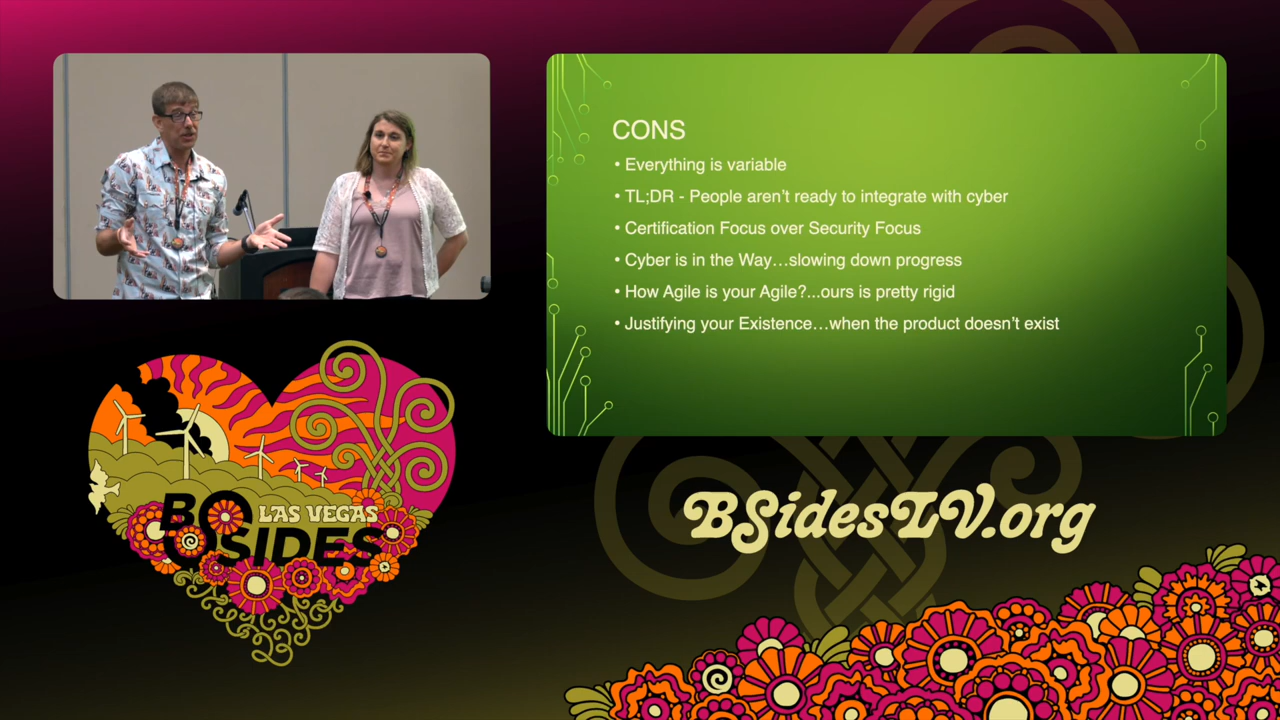 CONS
• Everything is variable
• TL;DR - People aren't ready to integrate with cyber
• Certification Focus over Security Focus
• Cyber is in the Way…slowing down progress
• How Agile is your Agile?...ours is pretty rigid
• Justifying your Existence…when the product doesn't exist
LAS VEGAS
BSIDES
BSidesLV.org